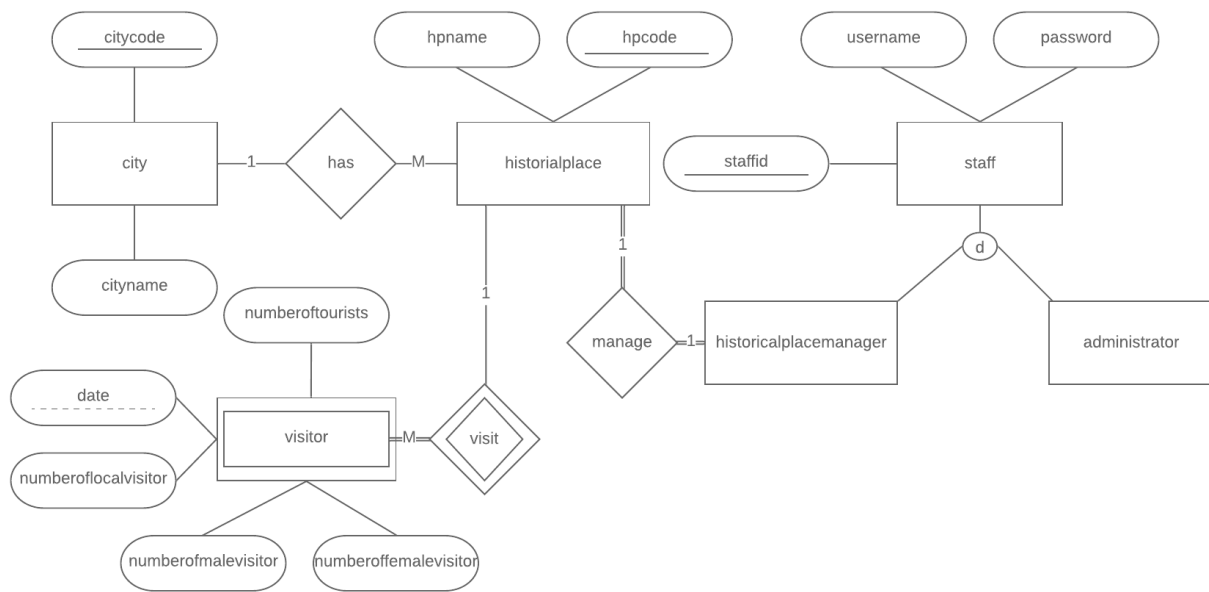 citycode
hpname
hpcode
username
password
city
1
has
M
historialplace
staffid
staff
1
d
cityname
1
numberoftourists
manage
1
historicalplacemanager
administrator
date
visitor
M
visit
numberoflocalvisitor
numberofmalevisitor
numberoffemalevisitor